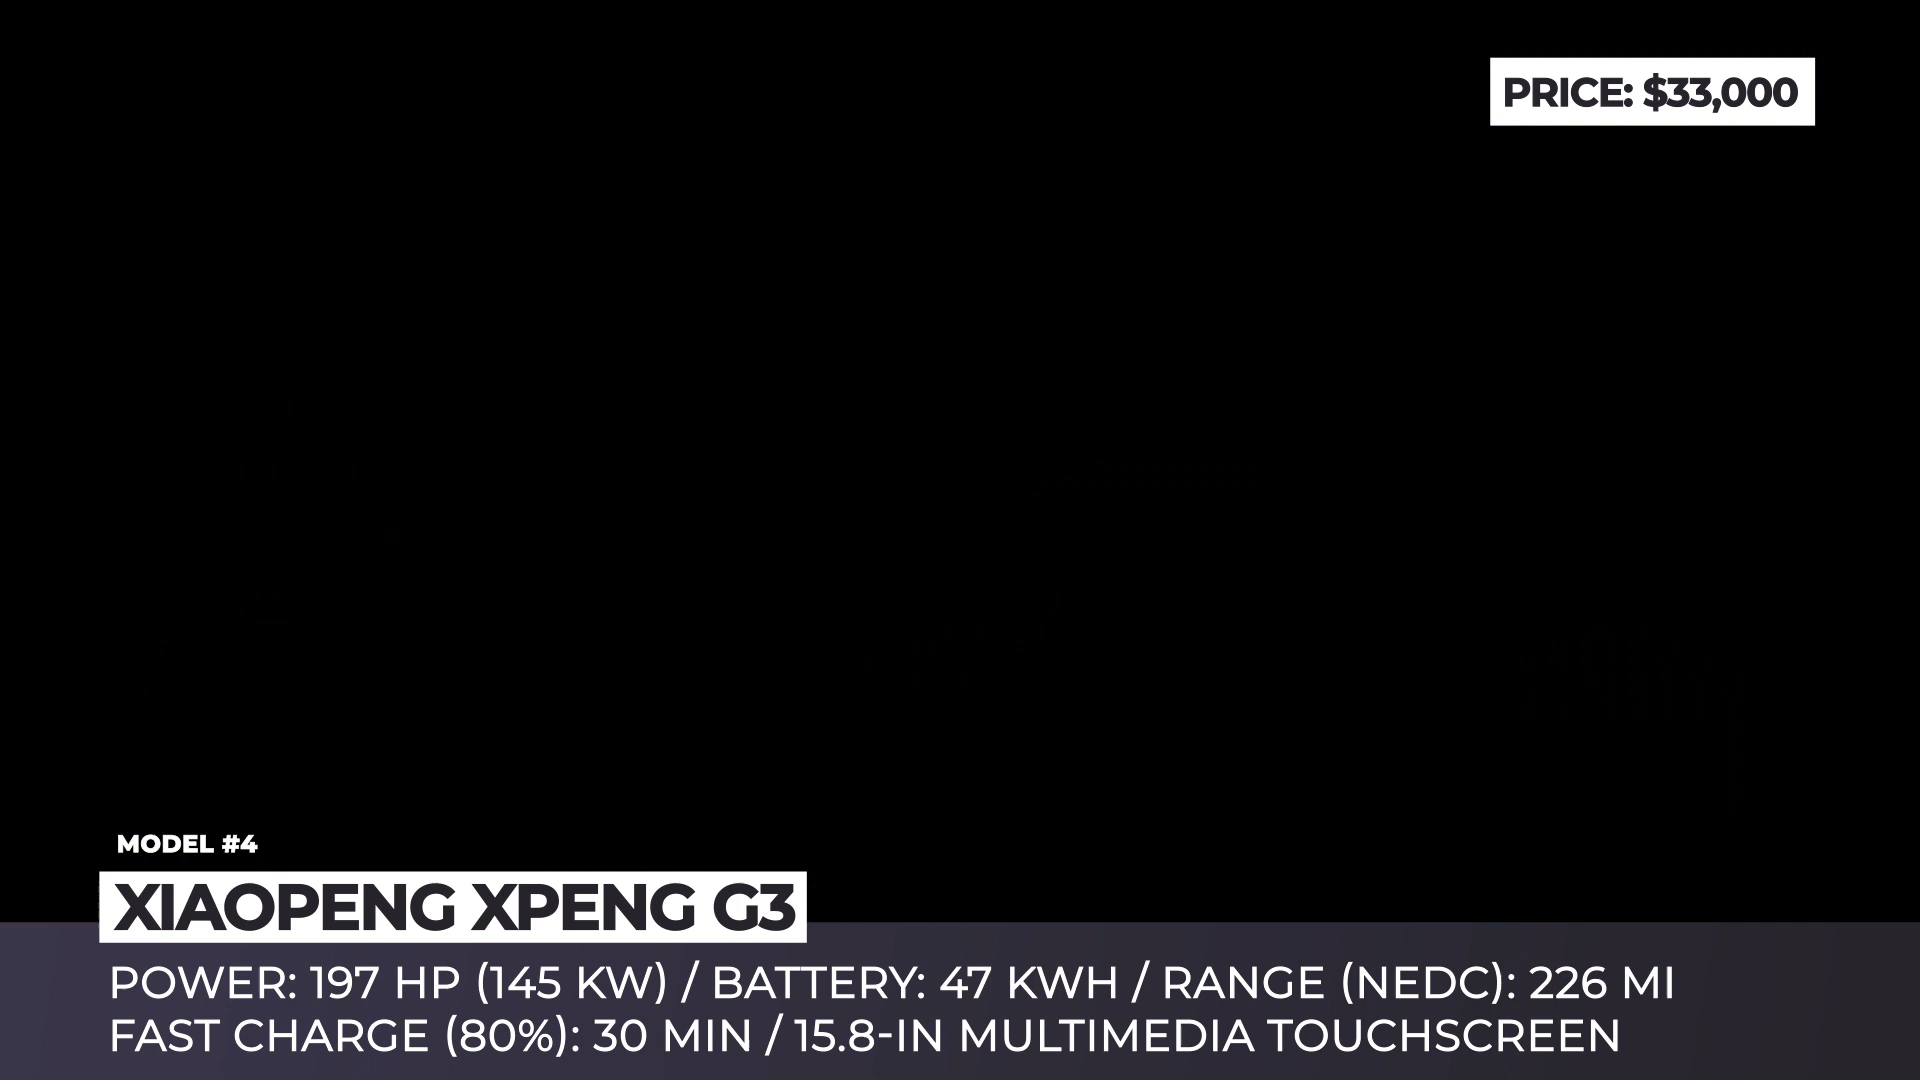 PRICE: $33,000
MODEL #4
XIAOPENG XPENG G3
POWER: 197 HP (145 KW) / BATTERY: 47 KWH / RANGE (NEDC): 226 MI
FAST CHARGE (80%): 30 MIN / 15.8-IN MULTIMEDIA TOUCHSCREEN